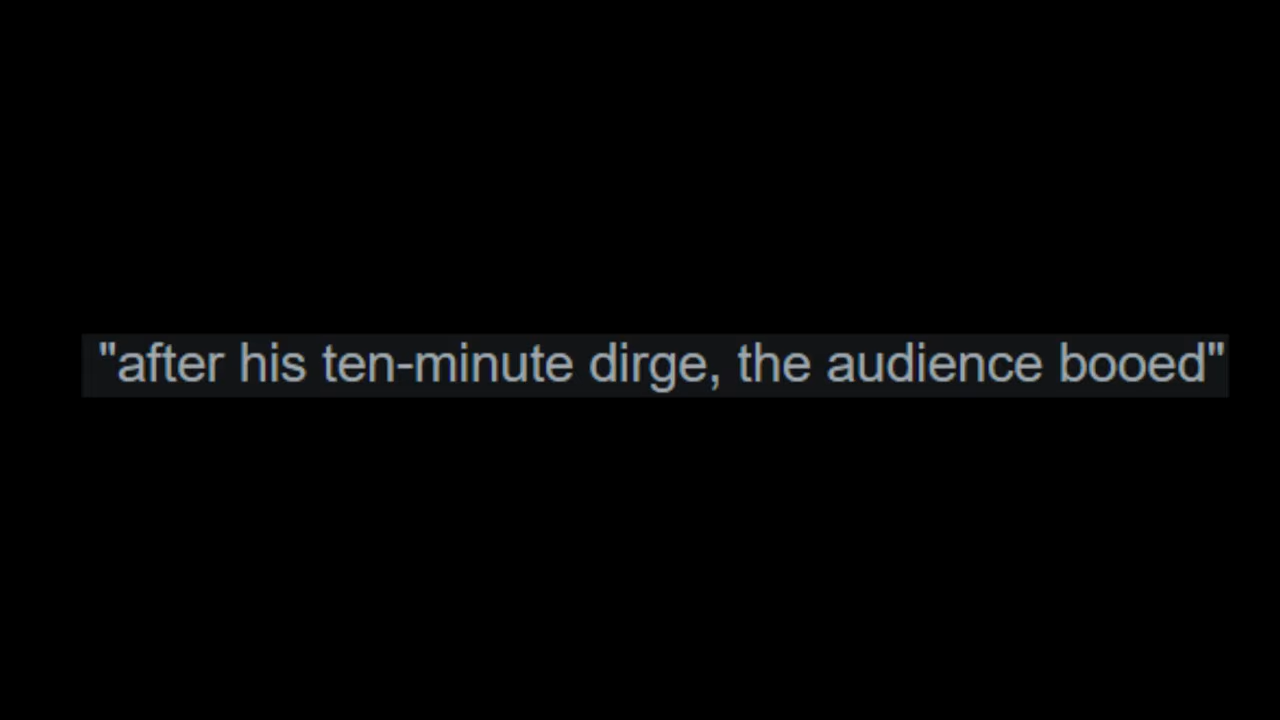 "after his ten-minute dirge, the audience booed"